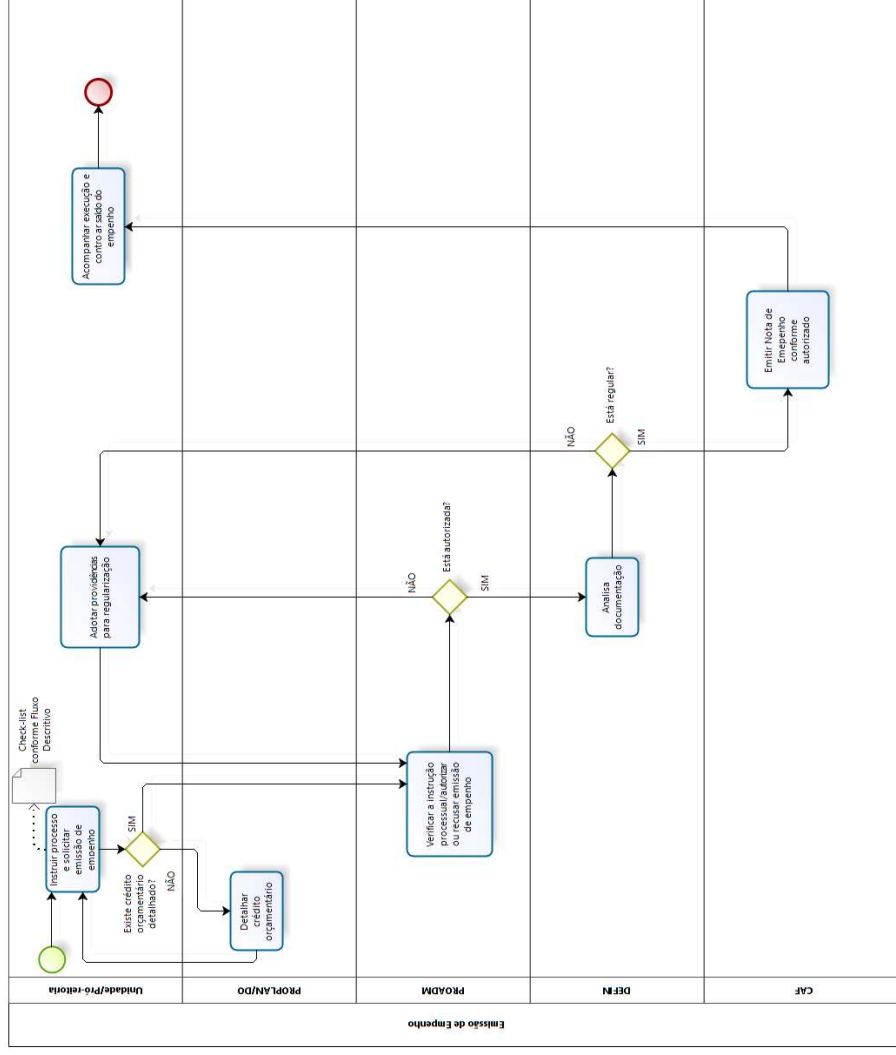 Emissão de Empenho
Unidade/Pró-reitoria
Instruir processo
e solicitar
emissão de
empenho
Check-list
conforme Fluxo
Descritivo
Existe crédito
orçamentário
detalhado?
SIM
NÃO
Adotar providências
para regularização
Acompanhar execução e
contro ar saldo do
empenho
PROPLAN/DO
Detalhar
crédito
orçamentário
PROADM
Verificar a instrução
processual/autorizar
ou recusar emissão
de empenho
Está autorizada?
NÃO
SIM
DEFIN
Analisa
documentação
Está regular?
NÃO
SIM
CAF
Emitir Nota de
Emepenho
conforme
autorizado